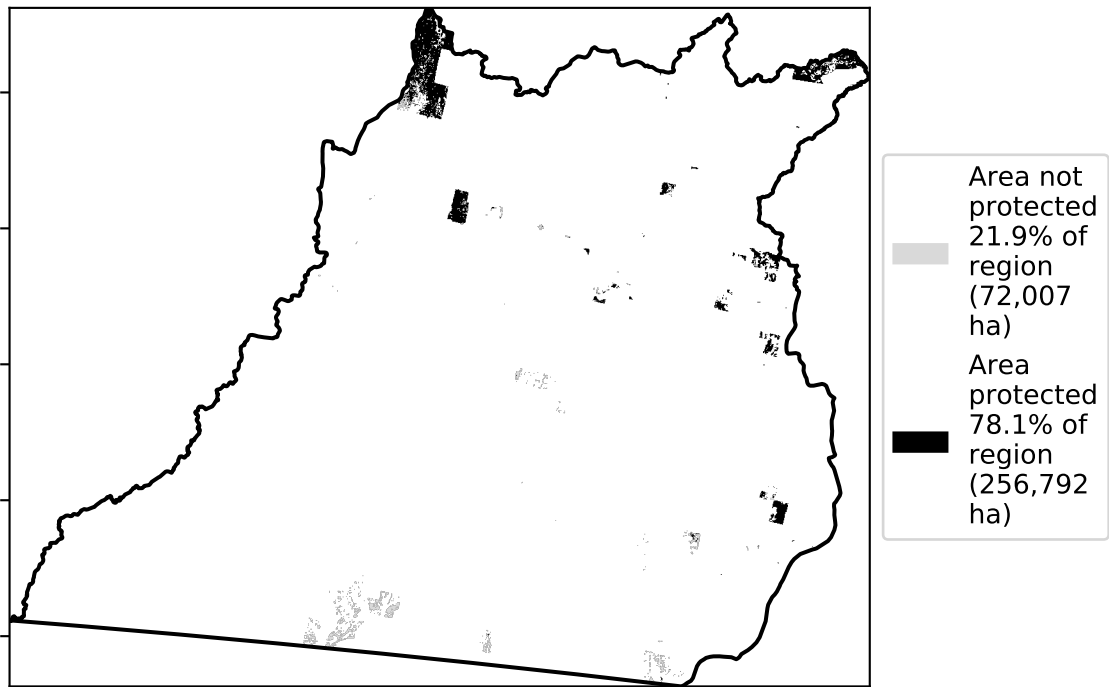 Area not
protected
21.9% of
region
(72,007
ha)
Area
protected
78.1% of
region
(256,792
ha)